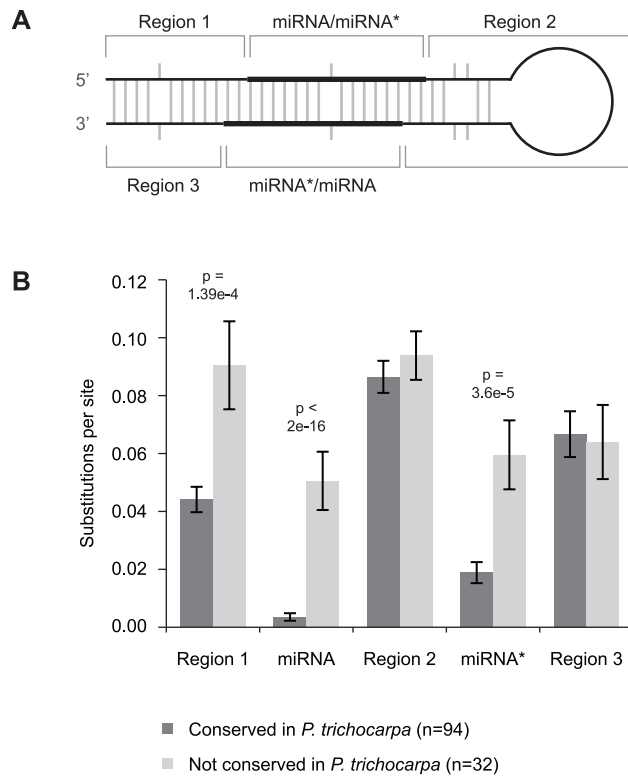 A
Region 1 miRNA/miRNA* Region 2
5'
3'
Region 3 miRNA*/miRNA
B
Substitutions per site
0.12
0.10
0.08
0.06
0.04
0.02
0.00
p =
1.39e-4
p <
2e-16
p =
3.6e-5
Region 1 miRNA Region 2 miRNA* Region 3
Conserved in P. trichocarpa (n=94)
Not conserved in P. trichocarpa (n=32)